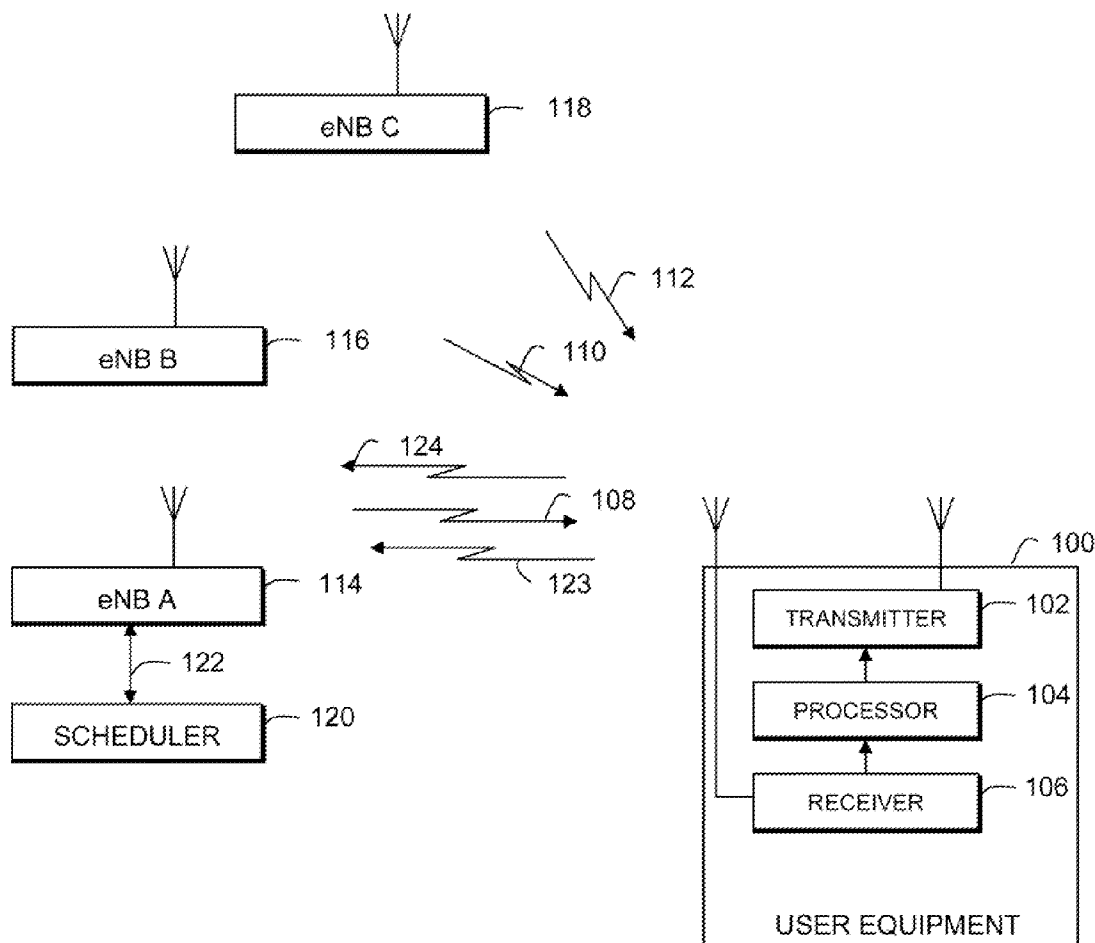 eNB C
118
112
eNB B
116
110
124
108
123
eNB A
114
122
SCHEDULER
120
100
TRANSMITTER
102
PROCESSOR
104
RECEIVER
106
USER EQUIPMENT